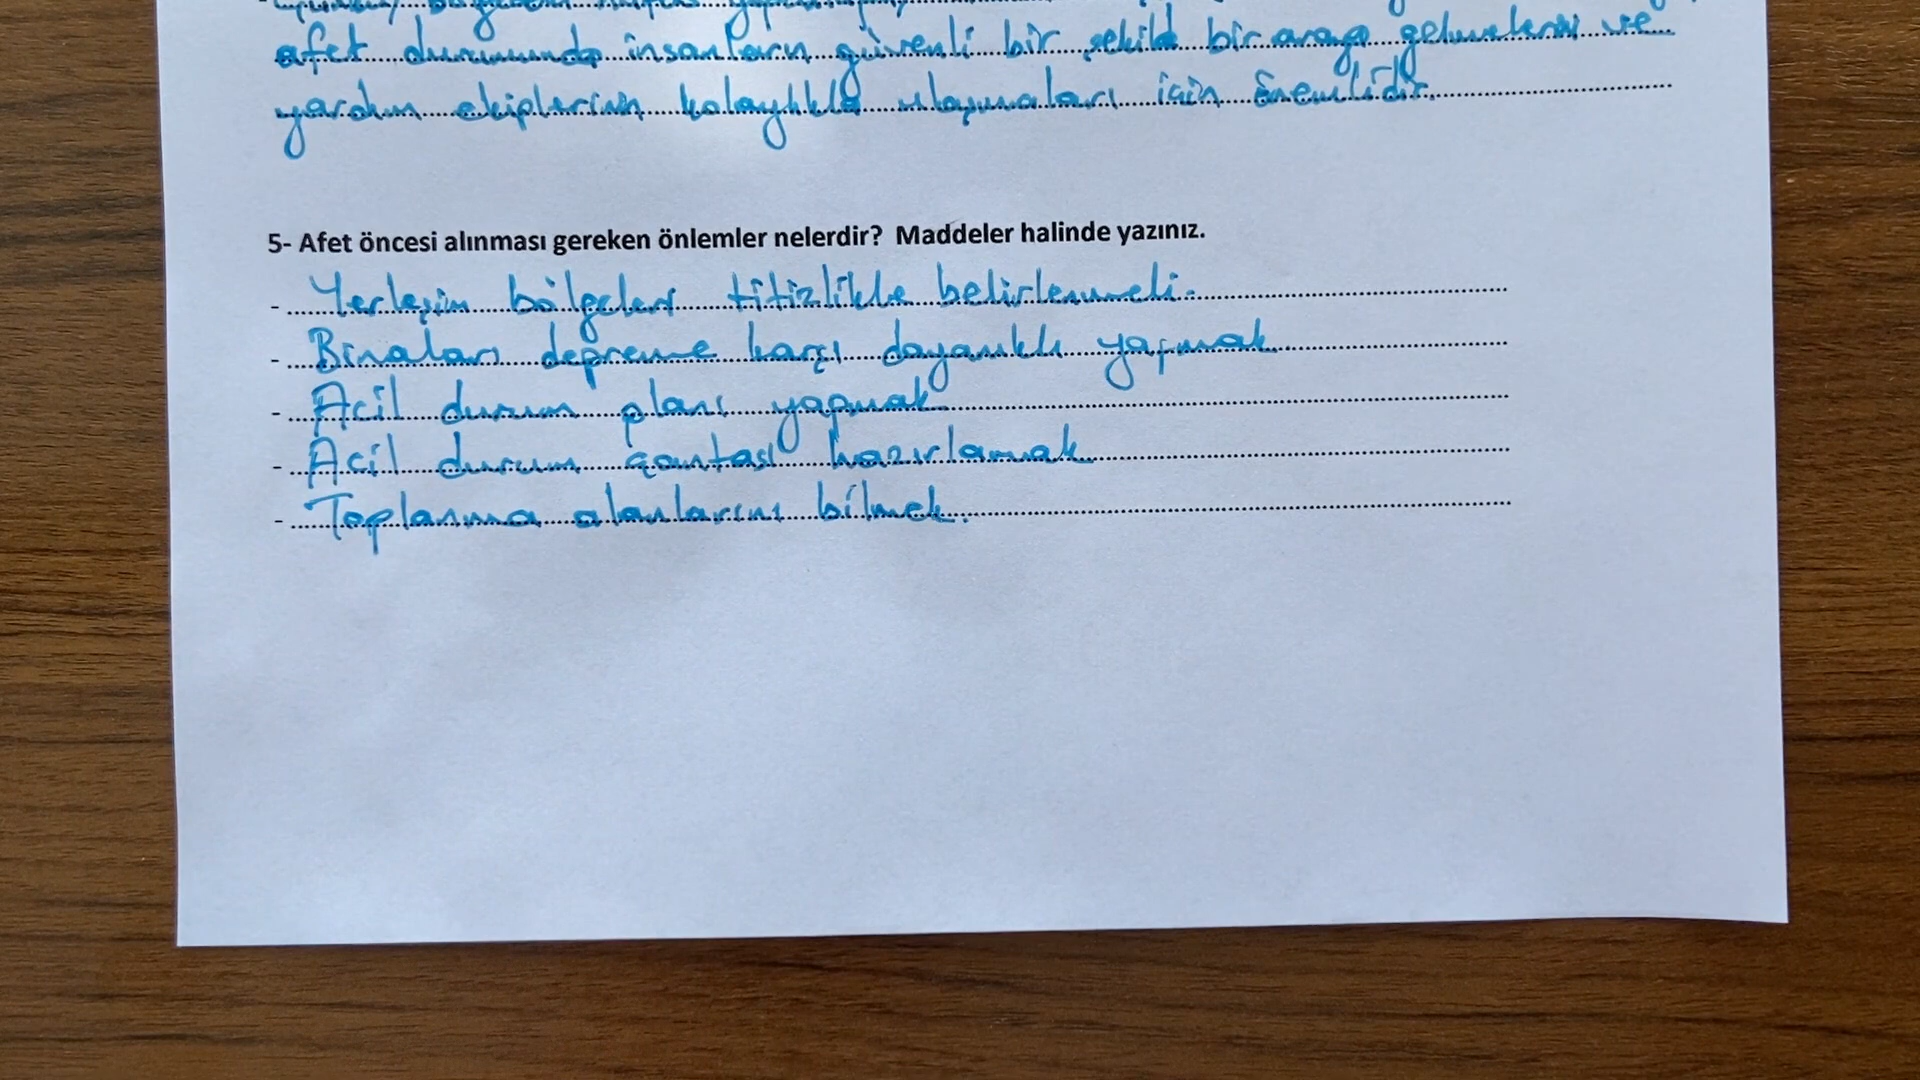 afet durumunda insanların güvenli bir şekild bir araya gelmeleri ve
yardım ekiplerinin kolaylıkla ulaşmaları için önemlidir.
5- Afet öncesi alınması gereken önlemler nelerdir? Maddeler halinde yazınız.
- Yerleşim bölgeleri titizlikle belirlenmeli.
- Binaları depreme karşı dayanıklı yapmak
- Acil durum planı yapmak
- Acil durum çantası hazırlamak
- Toplanma alanlarını bilmek.